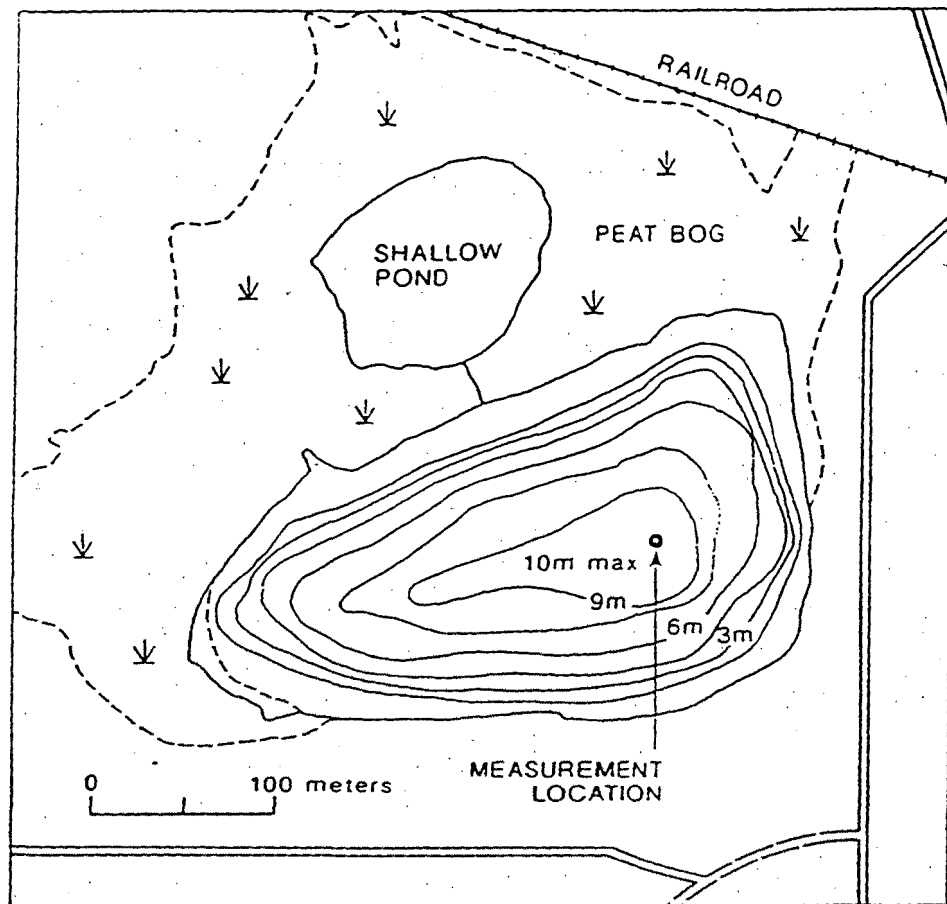 RAILROAD
PEAT BOG
SHALLOW
POND
10m max
9m
6m
3m
0
100 meters
MEASUREMENT
LOCATION